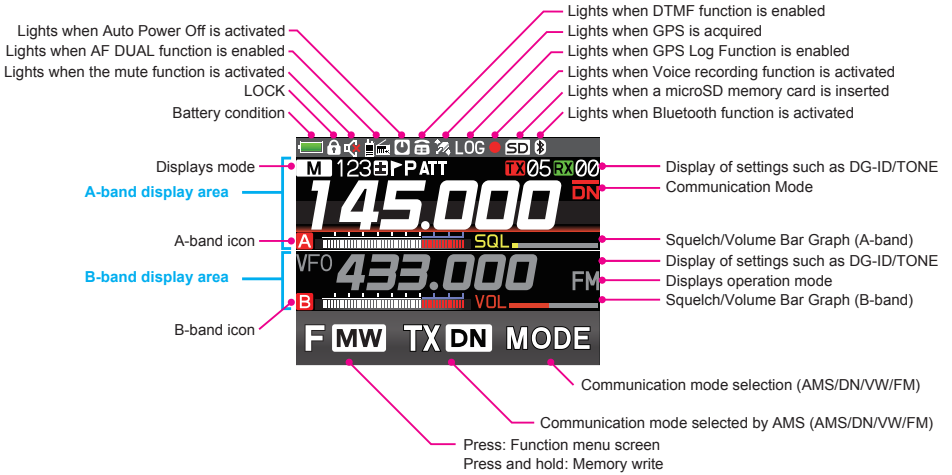 Lights when Auto Power Off is activated
Lights when AF DUAL function is enabled
Lights when the mute function is activated
LOCK
Battery condition
Lights when DTMF function is enabled
Lights when GPS is acquired
Lights when GPS Log Function is enabled
Lights when Voice recording function is activated
Lights when a microSD memory card is inserted
Lights when Bluetooth function is activated
LOG SD
Displays mode
M 123 P ATT TX05 RX00
Display of settings such as DG-ID/TONE
A-band display area
145.000 DN
Communication Mode
A-band icon
A SQL
Squelch/Volume Bar Graph (A-band)
B-band display area
VFO 433.000 FM
Display of settings such as DG-ID/TONE
Displays operation mode
B VOL
Squelch/Volume Bar Graph (B-band)
B-band icon
F MW TX DN MODE
Communication mode selection (AMS/DN/VW/FM)
Communication mode selected by AMS (AMS/DN/VW/FM)
Press: Function menu screen
Press and hold: Memory write